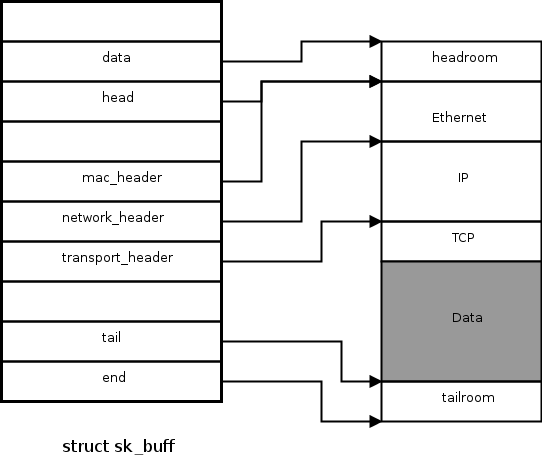 data
head
mac_header
network_header
transport_header
tail
end
struct sk_buff
headroom
Ethernet
IP
TCP
Data
tailroom